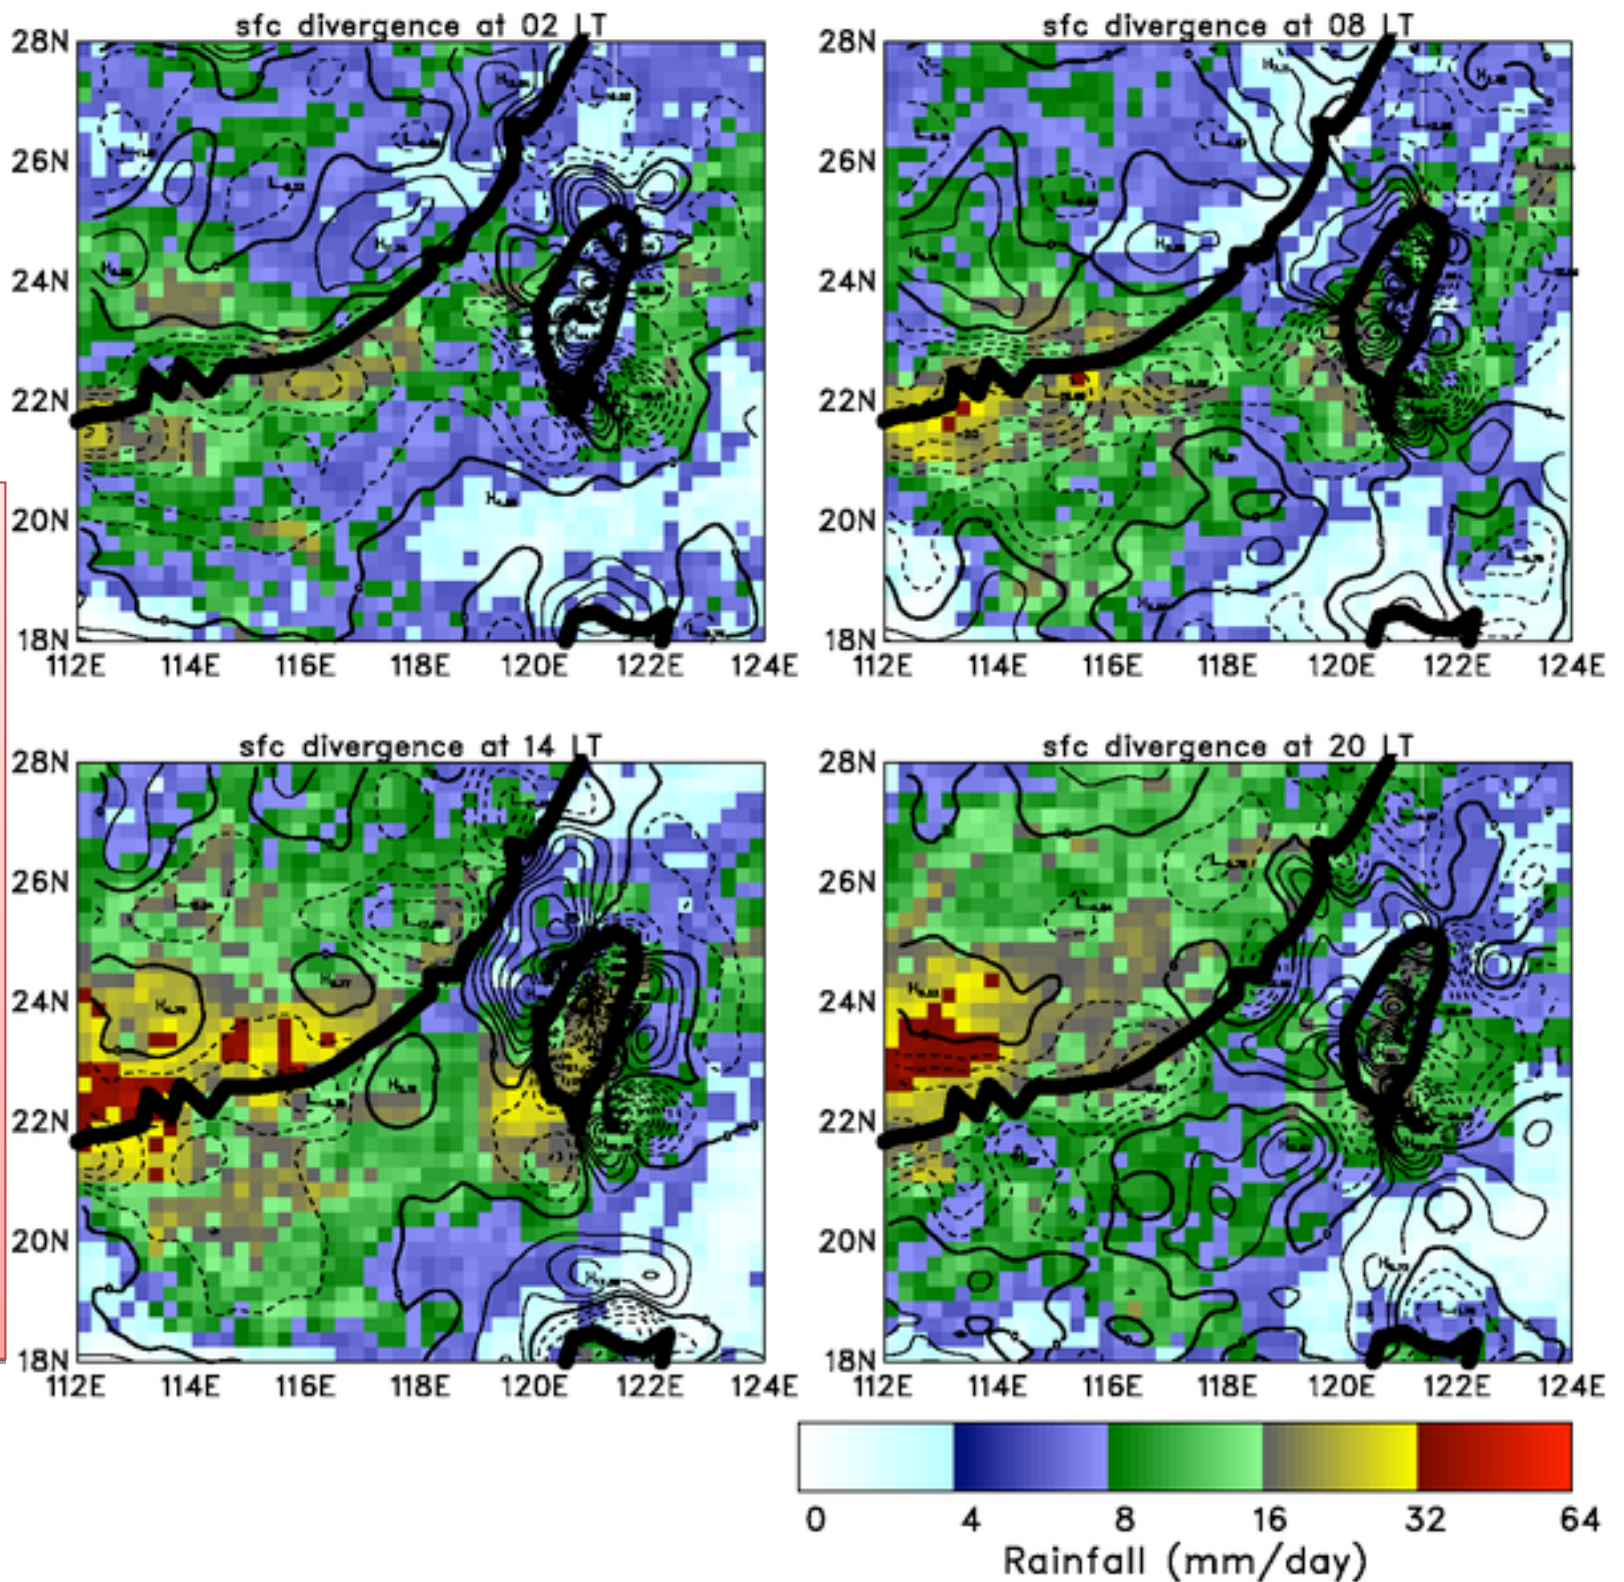 sfc divergence at 02 LT
28N
26N
24N
22N
20N
18N
112E 114E 116E 118E 120E 122E 124E
sfc divergence at 08 LT
28N
26N
24N
22N
20N
18N
112E 114E 116E 118E 120E 122E 124E
sfc divergence at 14 LT
28N
26N
24N
22N
20N
18N
112E 114E 116E 118E 120E 122E 124E
sfc divergence at 20 LT
28N
26N
24N
22N
20N
18N
112E 114E 116E 118E 120E 122E 124E
0 4 8 16 32 64
Rainfall (mm/day)